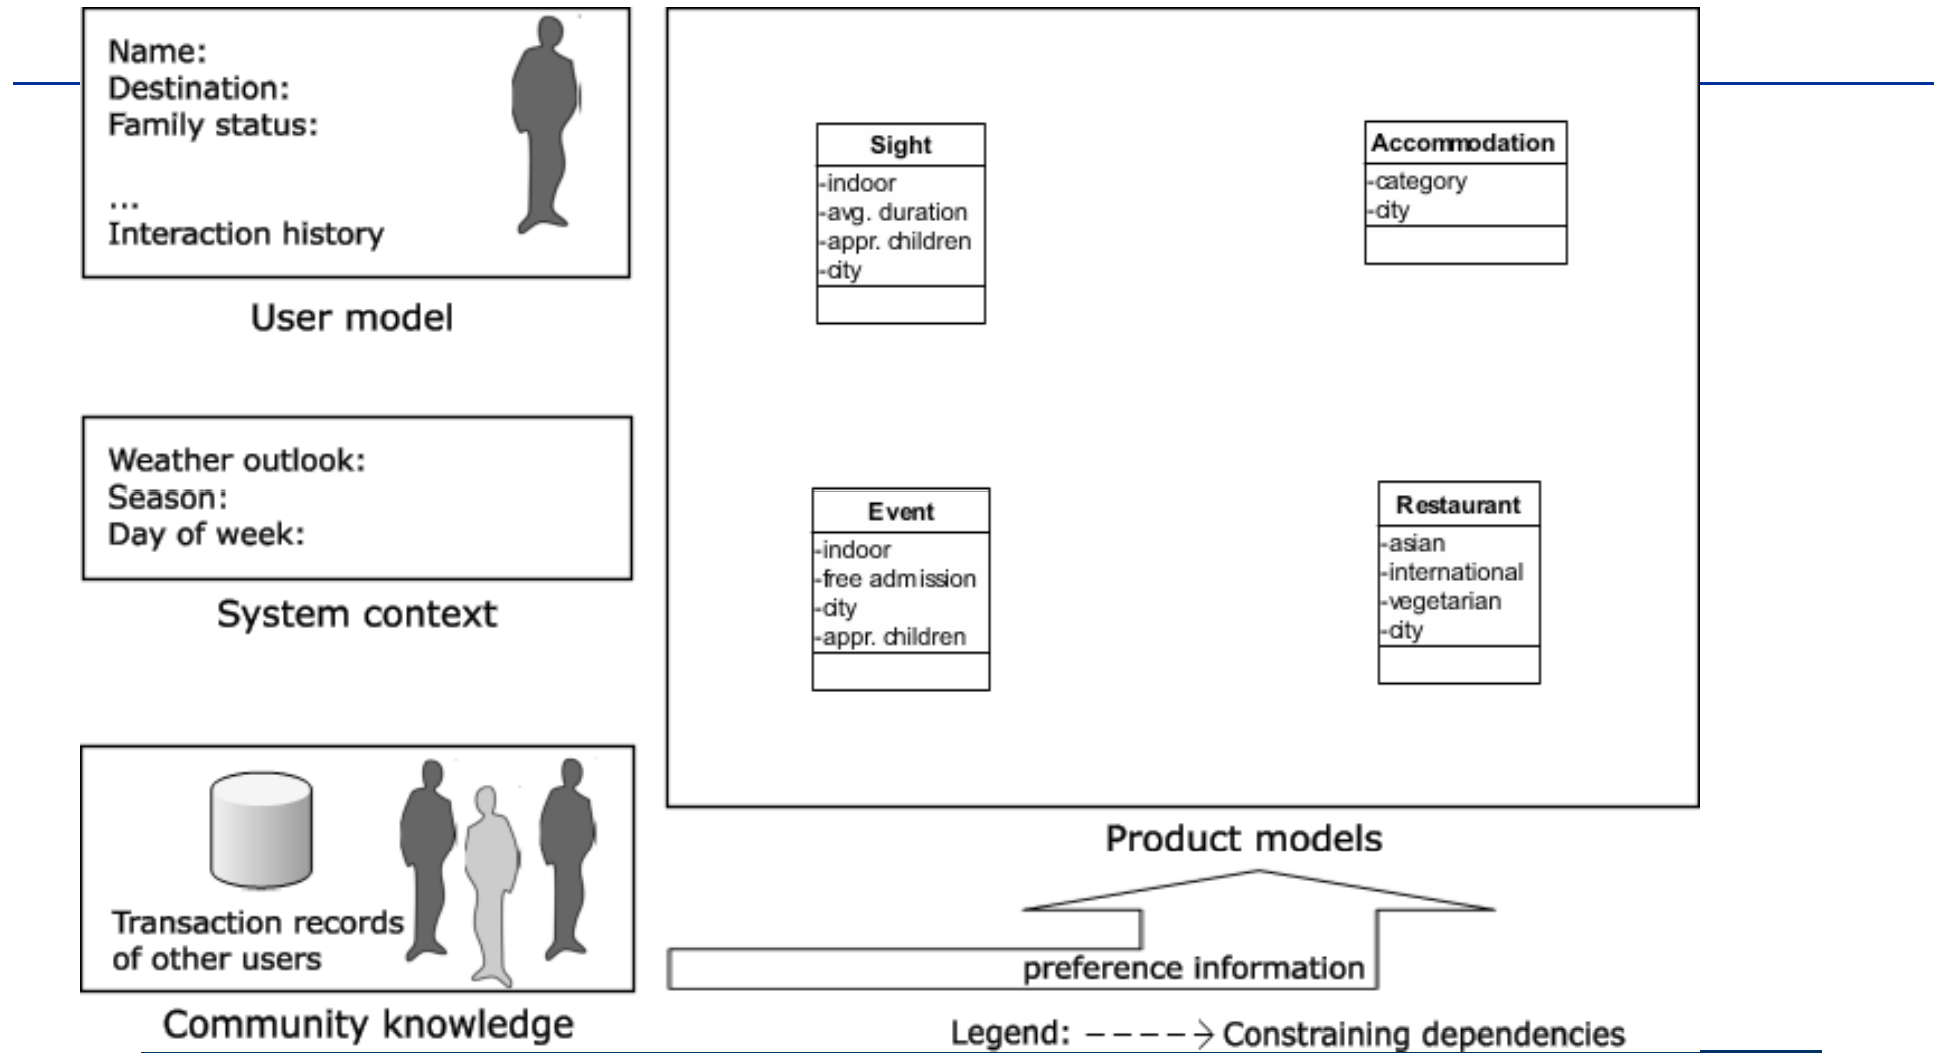 Name:
Destination:
Family status:
...
Interaction history
User model
Weather outlook:
Season:
Day of week:
System context
Transaction records
of other users
Community knowledge
Sight
-indoor
-avg. duration
-appr. children
-city
Accommodation
-category
-city
Event
-indoor
-free admission
-city
-appr. children
Restaurant
-asian
-international
-vegetarian
-city
Product models
preference information
Legend: ----> Constraining dependencies